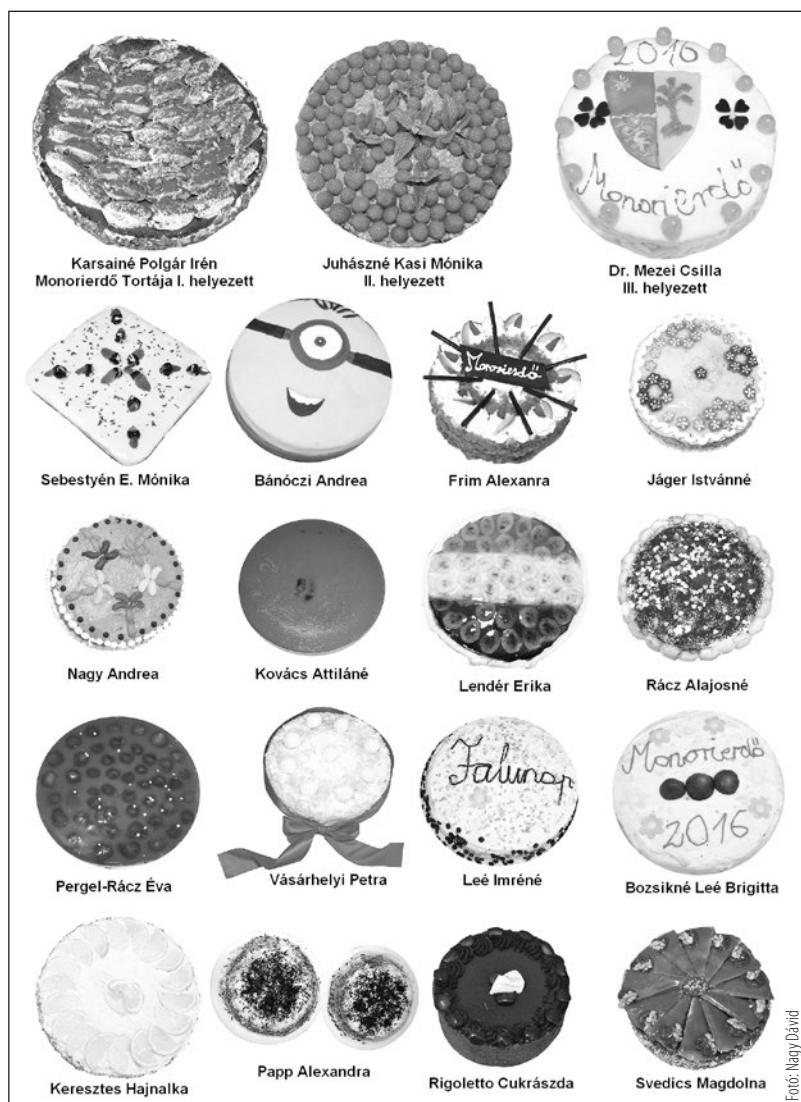 2016
Monorierdő
Karsainé Polgár Irén
Monorierdő Tortája I. helyezett
Juhászné Kasi Mónika
II. helyezett
Dr. Mezei Csilla
III. helyezett
Monorierdő
Sebestyén E. Mónika
Bánóczi Andrea
Frim Alexanra
Jáger Istvánné
Nagy Andrea
Kovács Attiláné
Lendér Erika
Rácz Alajosné
Falunap
Monorierdő
2016
Pergel-Rácz Éva
Vásárhelyi Petra
Leé Imréné
Bozsikné Leé Brigitta
Keresztes Hajnalka
Papp Alexandra
Rigoletto Cukrászda
Svedics Magdolna
Fotó: Nagy Dávid